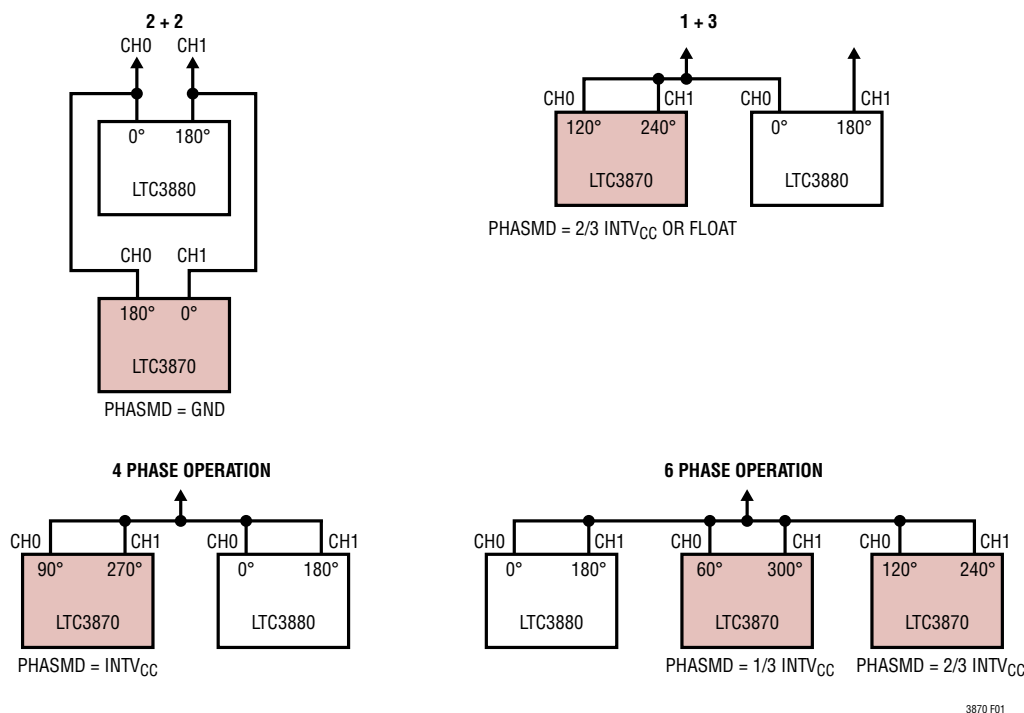 2 + 2
CH0 CH1
0° 180°
LTC3880
CH0 CH1
180° 0°
LTC3870
PHASMD = GND
1 + 3
CH0 CH1 CH0 CH1
120° 240° 0° 180°
LTC3870 LTC3880
PHASMD = 2/3 INTVCC OR FLOAT
4 PHASE OPERATION
CH0 CH1 CH0 CH1
90° 270° 0° 180°
LTC3870 LTC3880
PHASMD = INTVCC
6 PHASE OPERATION
CH0 CH1 CH0 CH1 CH0 CH1
0° 180° 60° 300° 120° 240°
LTC3880 LTC3870 LTC3870
PHASMD = 1/3 INTVCC PHASMD = 2/3 INTVCC
3870 F01